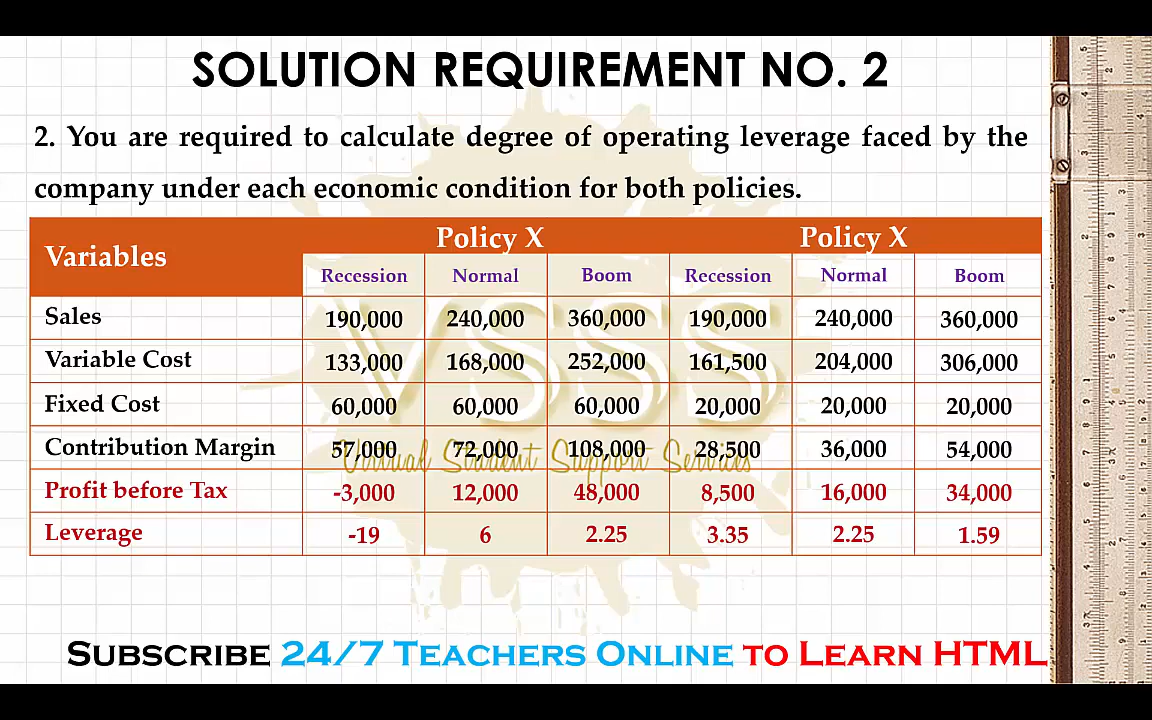 SOLUTION REQUIREMENT NO. 2
2. You are required to calculate degree of operating leverage faced by the
company under each economic condition for both policies.
Variables Policy X Policy X
Recession Normal Boom Recession Normal Boom
Sales 190,000 240,000 360,000 190,000 240,000 360,000
Variable Cost 133,000 168,000 252,000 161,500 204,000 306,000
Fixed Cost 60,000 60,000 60,000 20,000 20,000 20,000
Contribution Margin 57,000 72,000 108,000 28,500 36,000 54,000
Virtual Student Support Services
Profit before Tax -3,000 12,000 48,000 8,500 16,000 34,000
Leverage -19 6 2.25 3.35 2.25 1.59
VSSS
SUBSCRIBE 24/7 TEACHERS ONLINE TO LEARN HTML